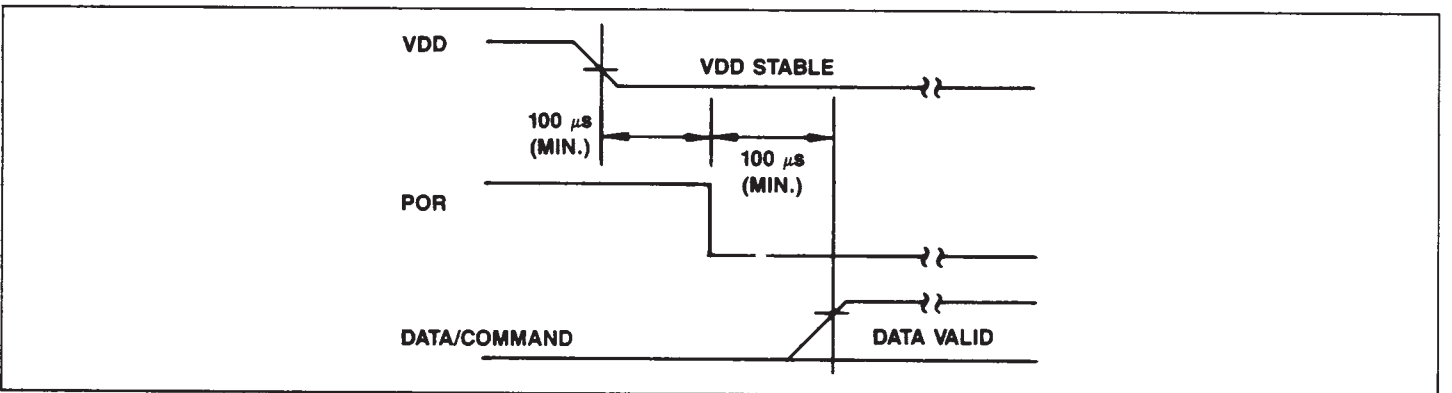 VDD
VDD STABLE
100 μs
(MIN.)
100 μs
(MIN.)
POR
DATA/COMMAND
DATA VALID